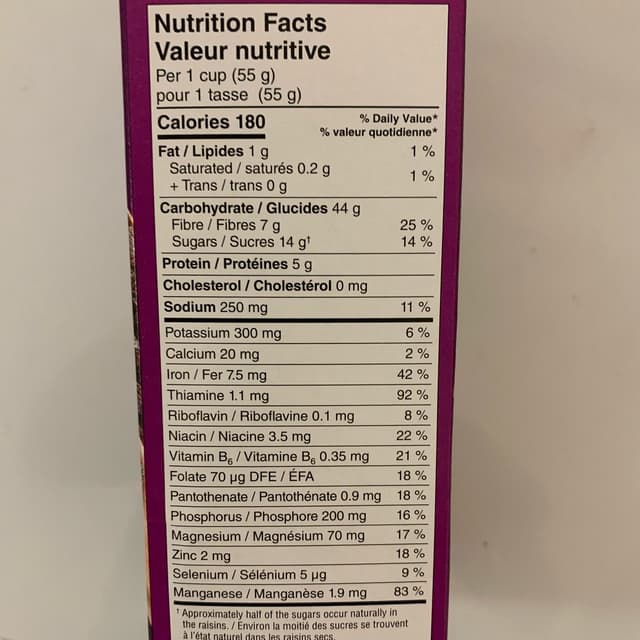 Nutrition Facts
Valeur nutritive
Per 1 cup (55 g)
pour 1 tasse (55 g)
Calories 180
% Daily Value*
% valeur quotidienne*
Fat / Lipides 1 g 1 %
Saturated / saturés 0.2 g
+ Trans / trans 0 g 1 %
Carbohydrate / Glucides 44 g
Fibre / Fibres 7 g 25 %
Sugars / Sucres 14 g† 14 %
Protein / Protéines 5 g
Cholesterol / Cholestérol 0 mg
Sodium 250 mg 11 %
Potassium 300 mg 6 %
Calcium 20 mg 2 %
Iron / Fer 7.5 mg 42 %
Thiamine 1.1 mg 92 %
Riboflavin / Riboflavine 0.1 mg 8 %
Niacin / Niacine 3.5 mg 22 %
Vitamin B₆ / Vitamine B₆ 0.35 mg 21 %
Folate 70 µg DFE / ÉFA 18 %
Pantothenate / Pantothénate 0.9 mg 18 %
Phosphorus / Phosphore 200 mg 16 %
Magnesium / Magnésium 70 mg 17 %
Zinc 2 mg 18 %
Selenium / Sélénium 5 µg 9 %
Manganese / Manganèse 1.9 mg 83 %
† Approximately half of the sugars occur naturally in
the raisins. / Environ la moitié des sucres se trouvent
à l'état naturel dans les raisins secs.